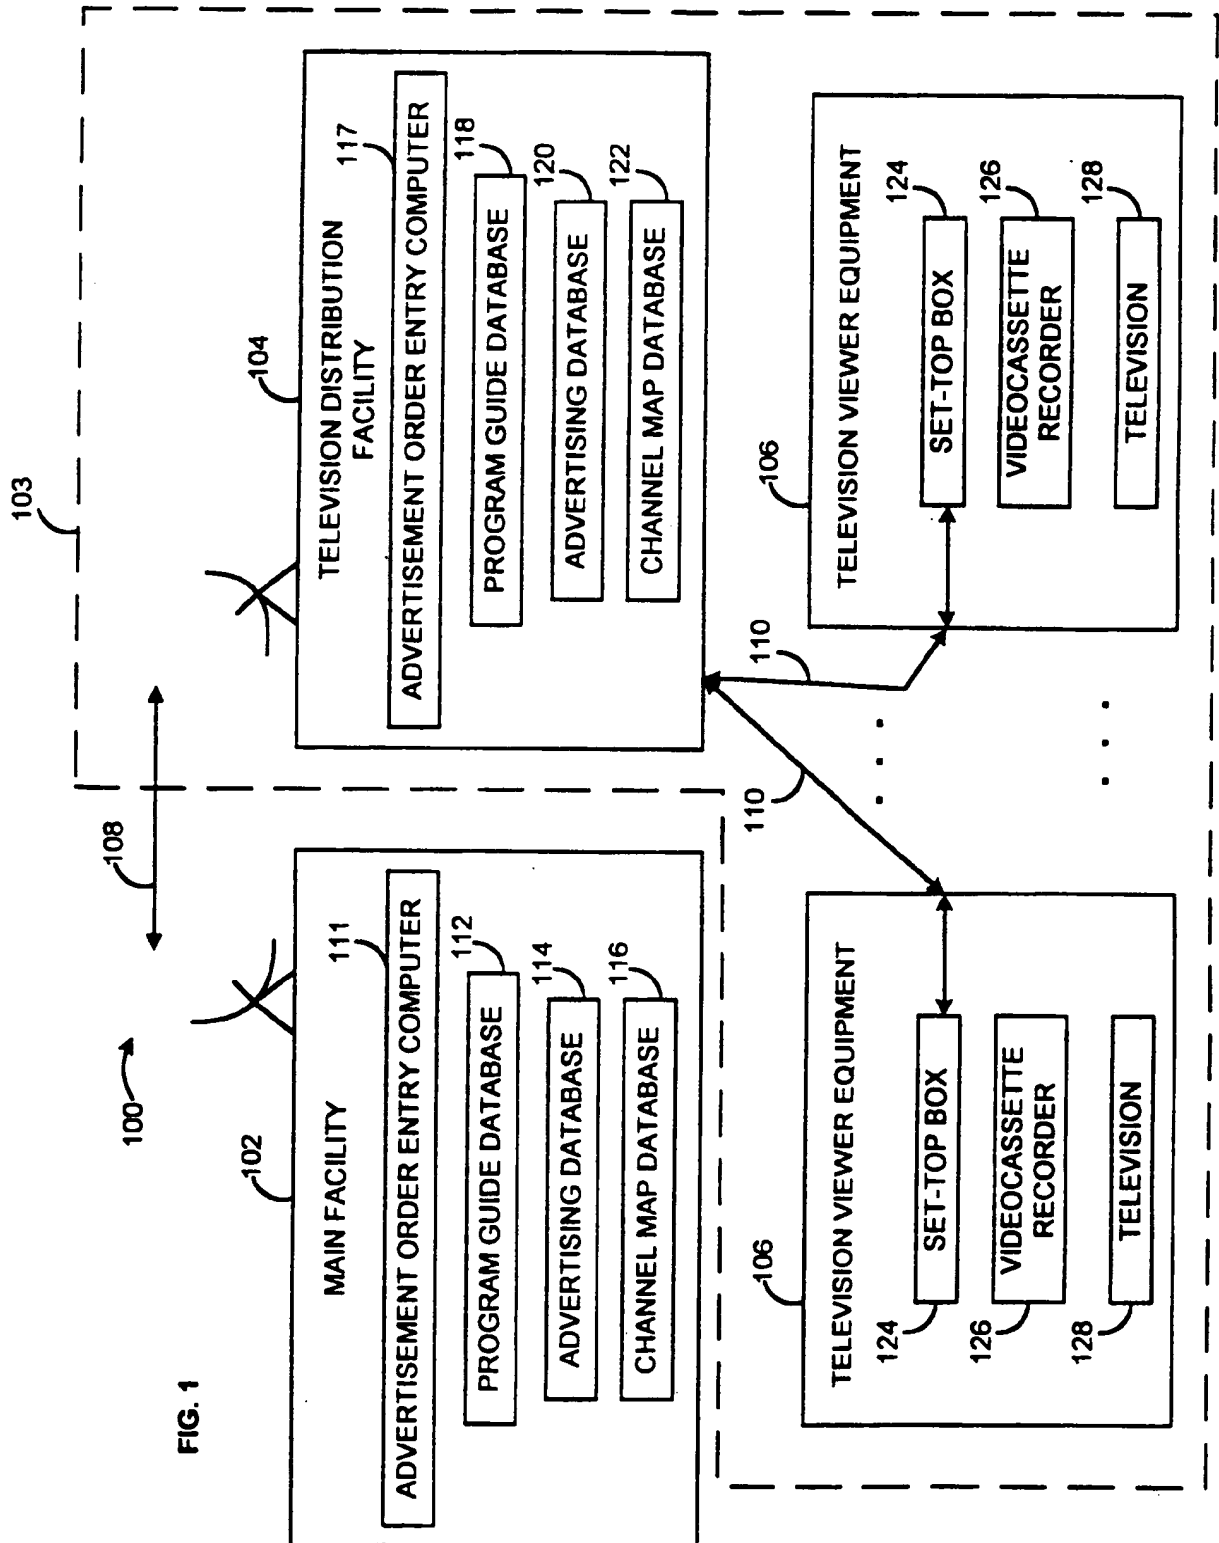 FIG. 1
100
102
MAIN FACILITY
111
ADVERTISEMENT ORDER ENTRY COMPUTER
112
PROGRAM GUIDE DATABASE
114
ADVERTISING DATABASE
116
CHANNEL MAP DATABASE
108
103
104
TELEVISION DISTRIBUTION
FACILITY
117
ADVERTISEMENT ORDER ENTRY COMPUTER
118
PROGRAM GUIDE DATABASE
120
ADVERTISING DATABASE
122
CHANNEL MAP DATABASE
110
110
106
TELEVISION VIEWER EQUIPMENT
124
SET-TOP BOX
126
VIDEOCASSETTE
RECORDER
128
TELEVISION
106
TELEVISION VIEWER EQUIPMENT
124
SET-TOP BOX
126
VIDEOCASSETTE
RECORDER
128
TELEVISION